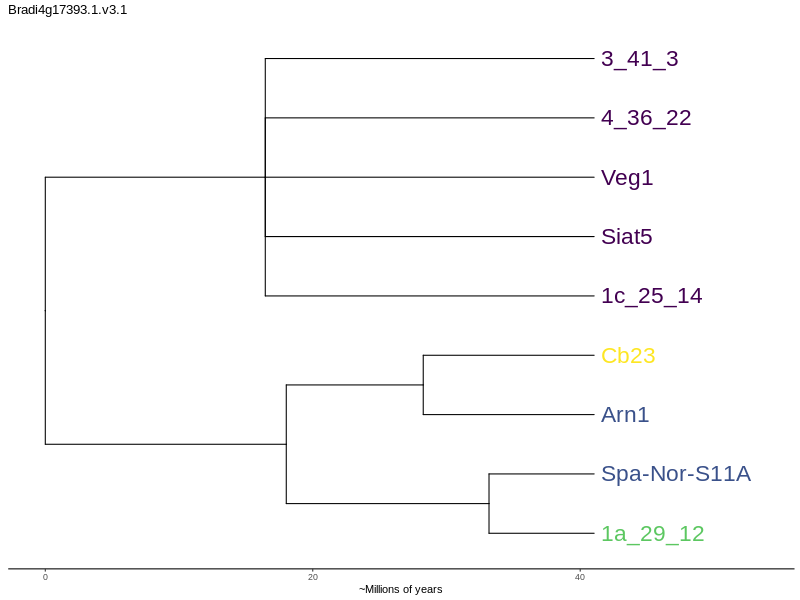 Bradi4g17393.1.v3.1
3_41_3
4_36_22
Veg1
Siat5
1c_25_14
Cb23
Arn1
Spa-Nor-S11A
1a_29_12
0 20 40
~Millions of years